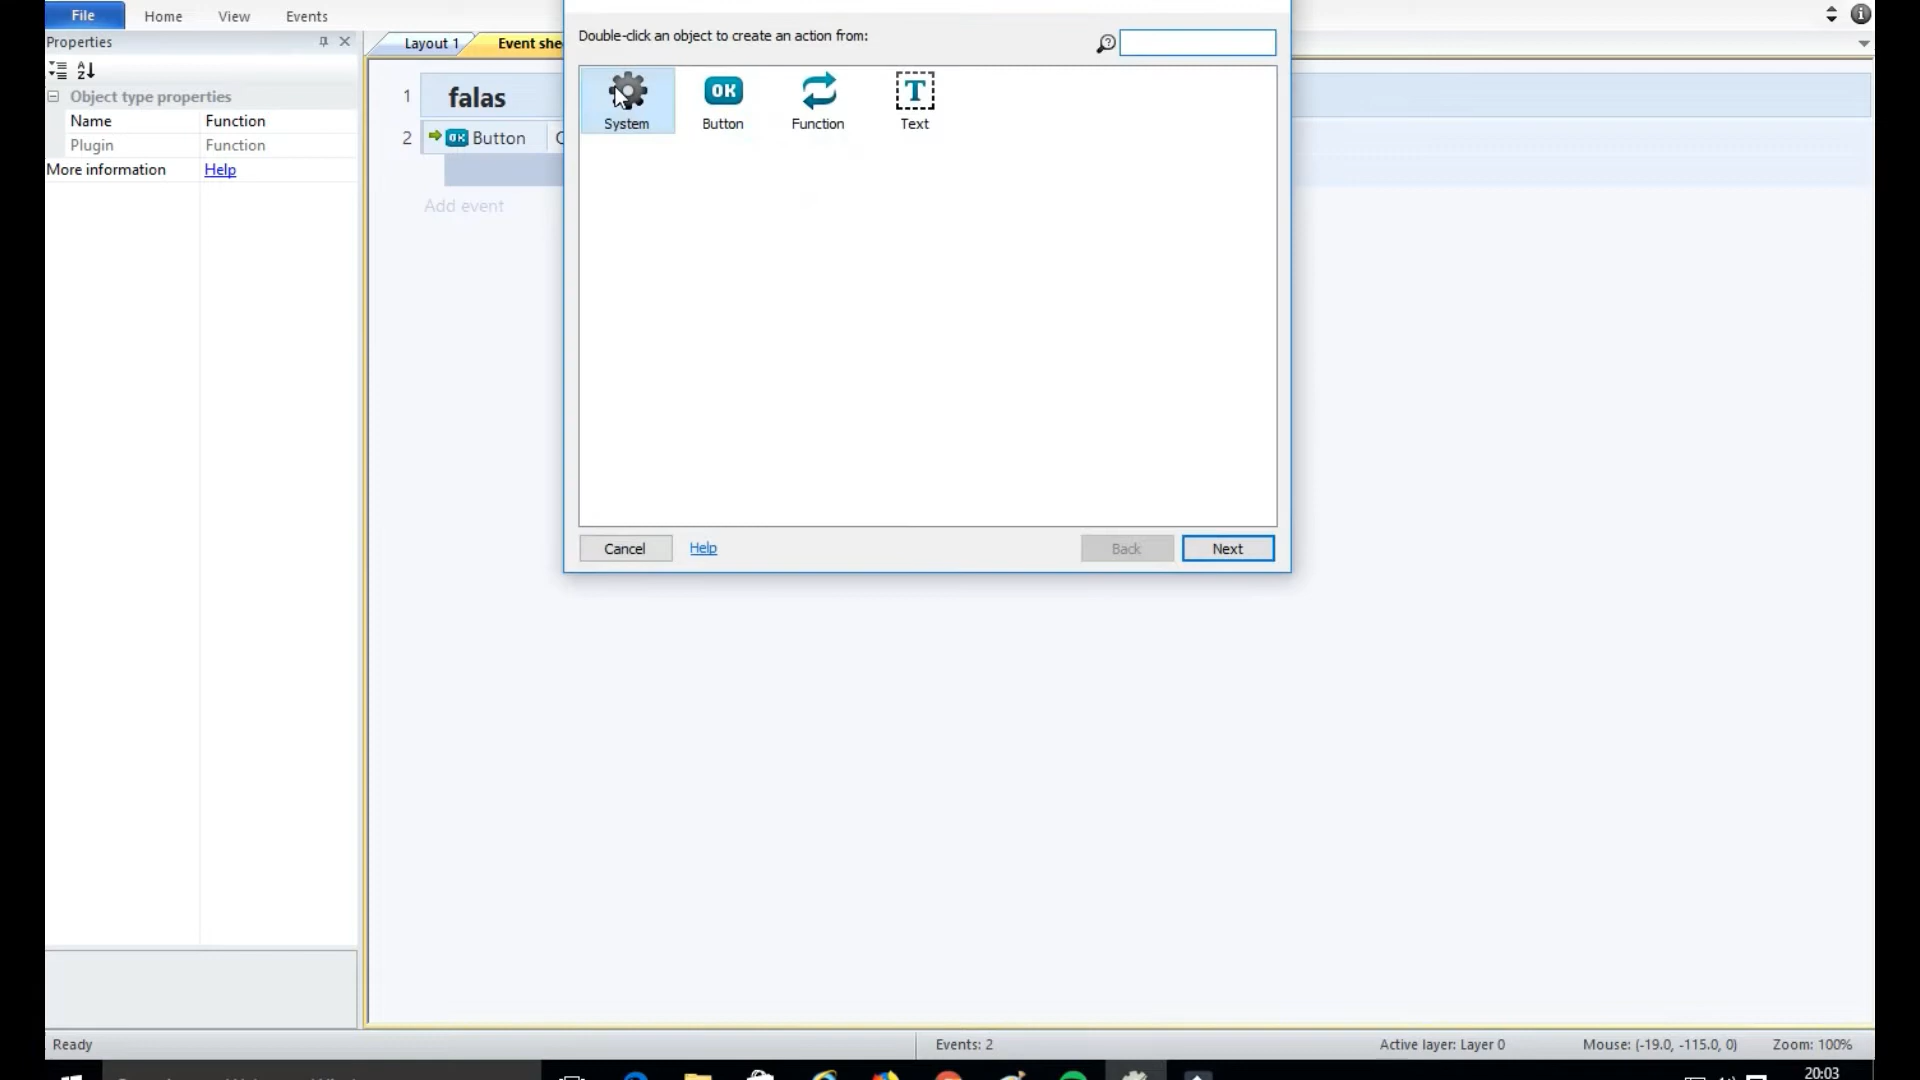 File Home View Events
Properties
Layout 1 Event she
Double-click an object to create an action from:
Object type properties
Name Function
Plugin Function
More information Help
1 falas
2 OK Button
Add event
OK T
System Button Function Text
Cancel Help Back Next
Ready Events: 2 Active layer: Layer 0 Mouse: (-19.0, -115.0, 0) Zoom: 100%
20:03